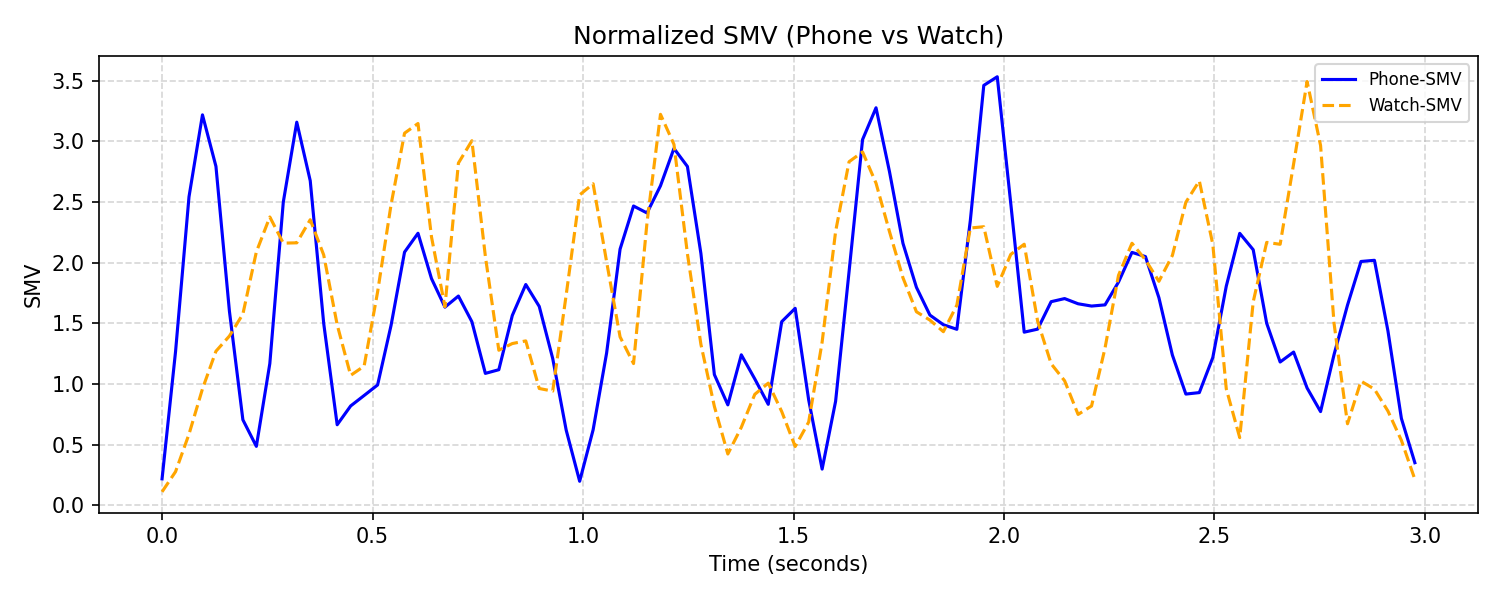 Normalized SMV (Phone vs Watch)
Phone-SMV
Watch-SMV
SMV
3.5
3.0
2.5
2.0
1.5
1.0
0.5
0.0
0.0 0.5 1.0 1.5 2.0 2.5 3.0
Time (seconds)